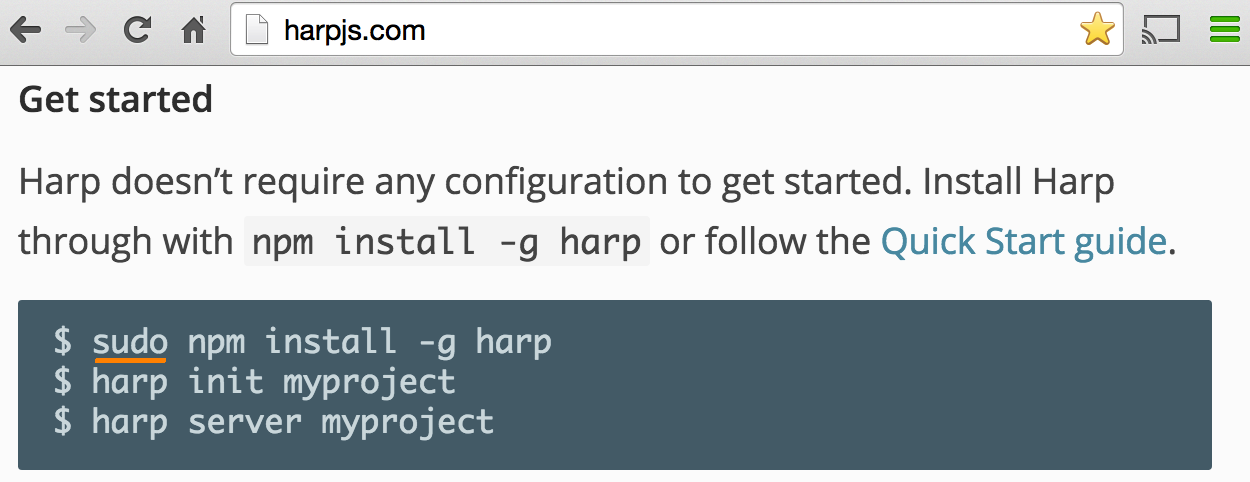 harpjs.com
Get started
Harp doesn’t require any configuration to get started. Install Harp
through with npm install -g harp or follow the Quick Start guide.
$ sudo npm install -g harp
$ harp init myproject
$ harp server myproject